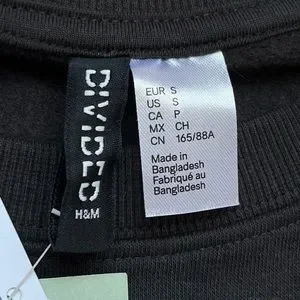 DIVIDED
H&M
EUR S
US S
CA P
MX CH
CN 165/88A
Made in
Bangladesh
Fabriqué au
Bangladesh